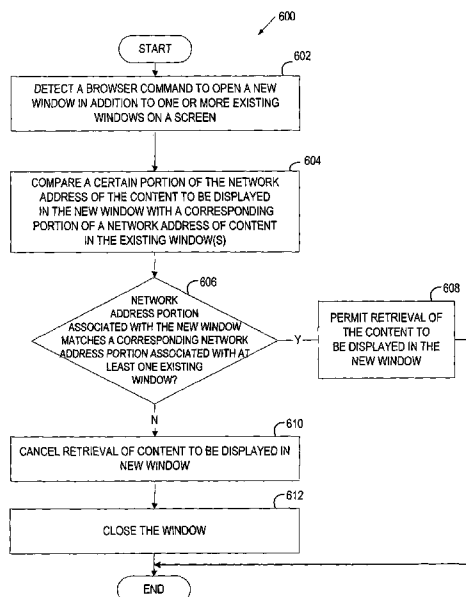 600
START
602
DETECT A BROWSER COMMAND TO OPEN A NEW
WINDOW IN ADDITION TO ONE OR MORE EXISTING
WINDOWS ON A SCREEN
604
COMPARE A CERTAIN PORTION OF THE NETWORK
ADDRESS OF THE CONTENT TO BE DISPLAYED
IN THE NEW WINDOW WITH A CORRESPONDING
PORTION OF A NETWORK ADDRESS OF CONTENT
IN THE EXISTING WINDOW(S)
606
NETWORK
ADDRESS PORTION
ASSOCIATED WITH THE NEW WINDOW
MATCHES A CORRESPONDING NETWORK
ADDRESS PORTION ASSOCIATED WITH AT
LEAST ONE EXISTING
WINDOW?
Y
608
PERMIT RETRIEVAL OF
THE CONTENT TO
BE DISPLAYED IN THE
NEW WINDOW
N
610
CANCEL RETRIEVAL OF CONTENT TO BE DISPLAYED IN
NEW WINDOW
612
CLOSE THE WINDOW
END